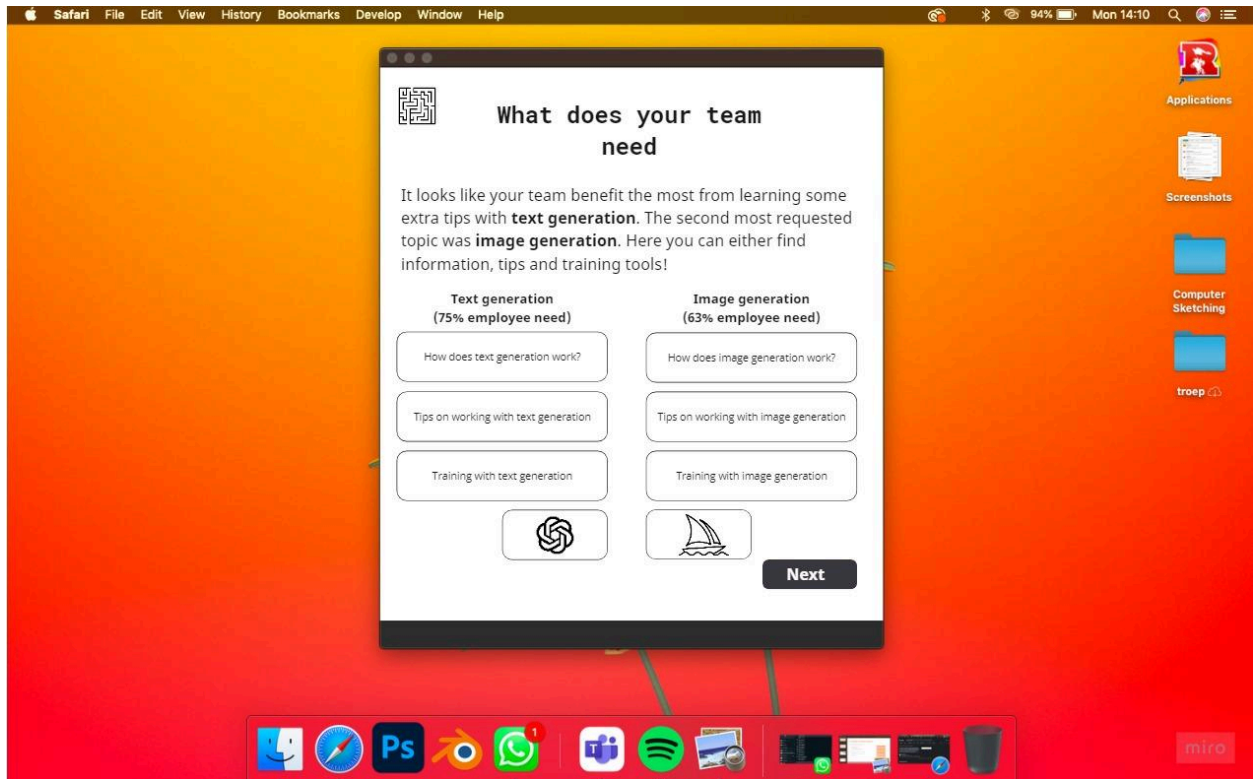 Safari File Edit View History Bookmarks Develop Window Help 94% Mon 14:10
Applications
Screenshots
Computer
Sketching
troep
What does your team
need
It looks like your team benefit the most from learning some
extra tips with text generation. The second most requested
topic was image generation. Here you can either find
information, tips and training tools!
Text generation
(75% employee need)
How does text generation work?
Tips on working with text generation
Training with text generation
Image generation
(63% employee need)
How does image generation work?
Tips on working with image generation
Training with image generation
Next
Ps
1
miro